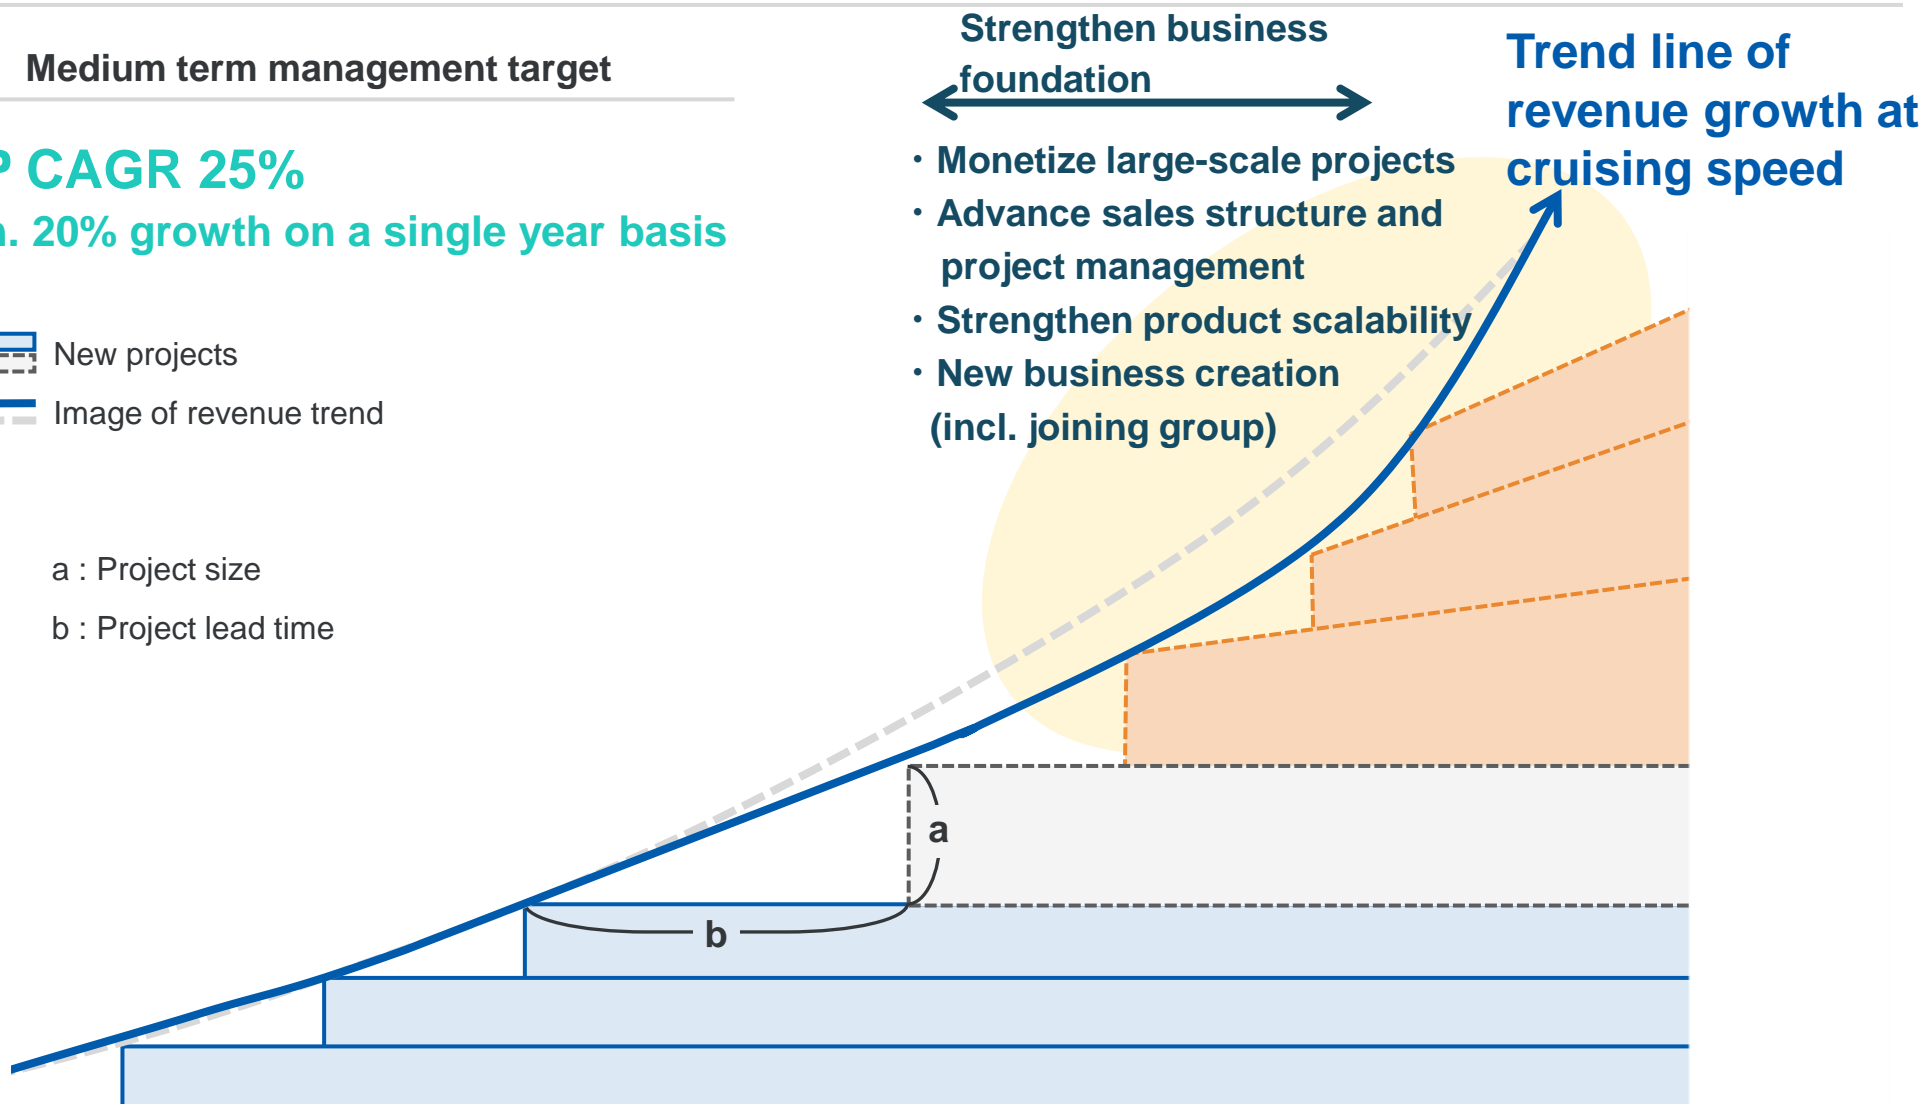 Medium term management target
CAGR 25%
20% growth on a single year basis
New projects
Image of revenue trend
a : Project size
b : Project lead time
Strengthen business
foundation
・Monetize large-scale projects
・Advance sales structure and
project management
・Strengthen product scalability
・New business creation
(incl. joining group)
Trend line of
revenue growth at
cruising speed
a
b